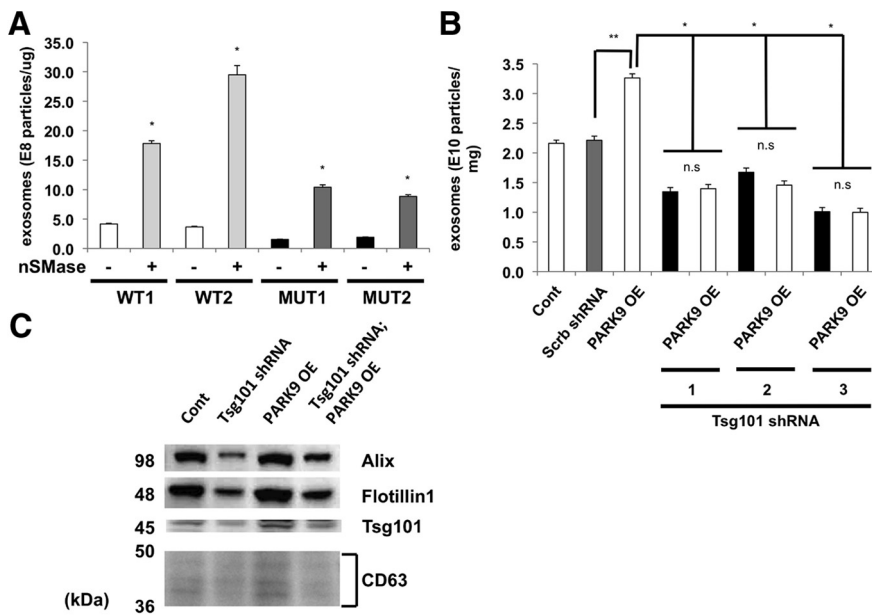 A
exosomes (E8 particles/ug)
35.0
30.0
25.0
20.0
15.0
10.0
5.0
0.0
*
*
*
*
nSMase - + - + - + - +
WT1 WT2 MUT1 MUT2
B
exosomes (E10 particles/
mg)
3.5
3.0
2.5
2.0
1.5
1.0
0.5
0.0
**
* * *
n.s
n.s
n.s
Cont
Scrb shRNA
PARK9 OE
PARK9 OE
PARK9 OE
PARK9 OE
1 2 3
Tsg101 shRNA
C
Cont
Tsg101 shRNA
PARK9 OE
Tsg101 shRNA;
PARK9 OE
98 Alix
48 Flotillin1
45 Tsg101
50
CD63
(kDa) 36